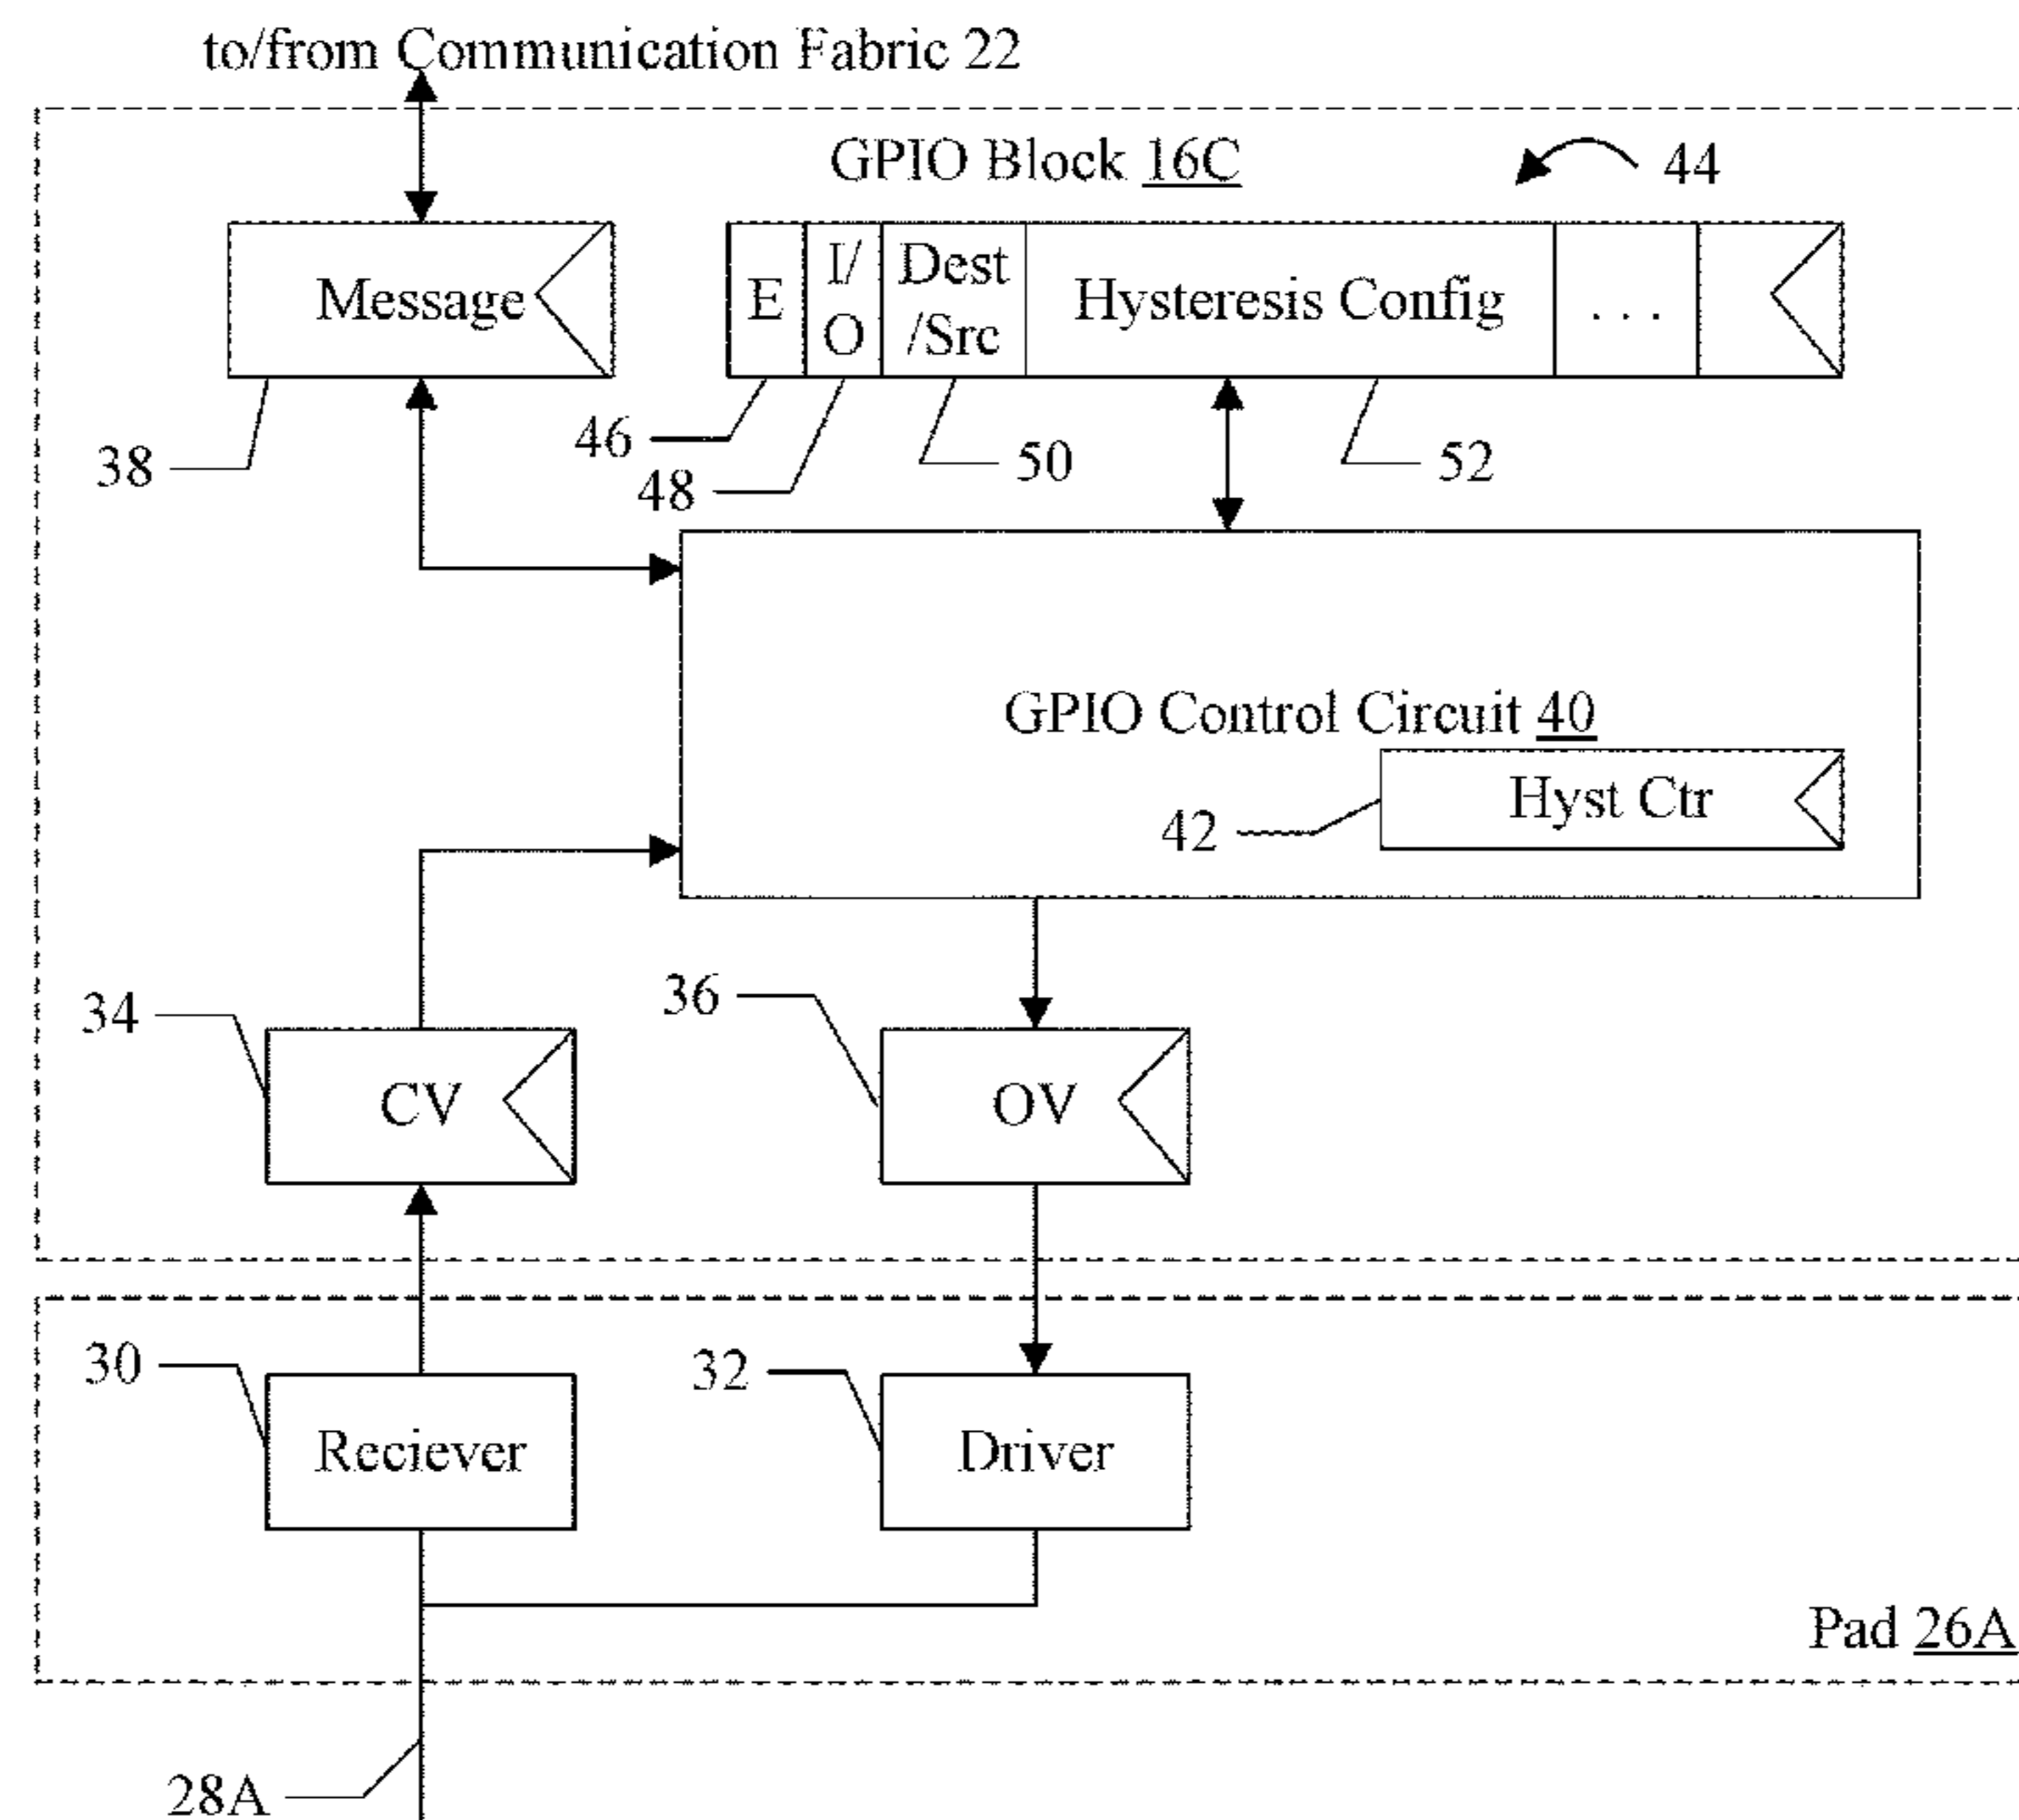 to/from Communication Fabric 22
GPIO Block 16C
44
Message
E
I/
O
Dest
/Src
Hysteresis Config
. . .
38
46
48
50
52
GPIO Control Circuit 40
Hyst Ctr
42
34
CV
36
OV
30
Reciever
32
Driver
Pad 26A
28A